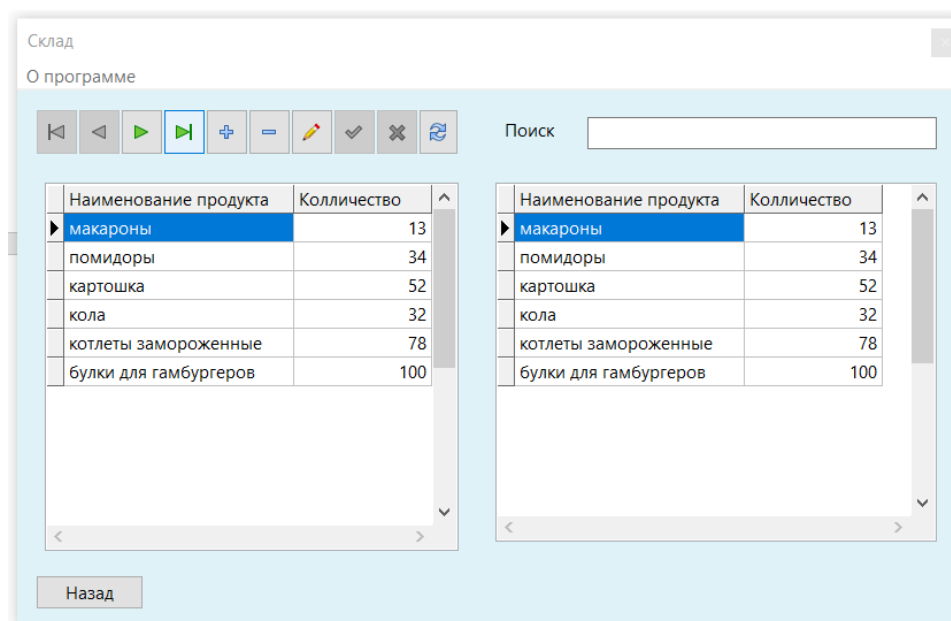 Склад
О программе
Поиск
Наименование продукта Колличество
макароны 13
помидоры 34
картошка 52
кола 32
котлеты замороженные 78
булки для гамбургеров 100
Наименование продукта Колличество
макароны 13
помидоры 34
картошка 52
кола 32
котлеты замороженные 78
булки для гамбургеров 100
Назад